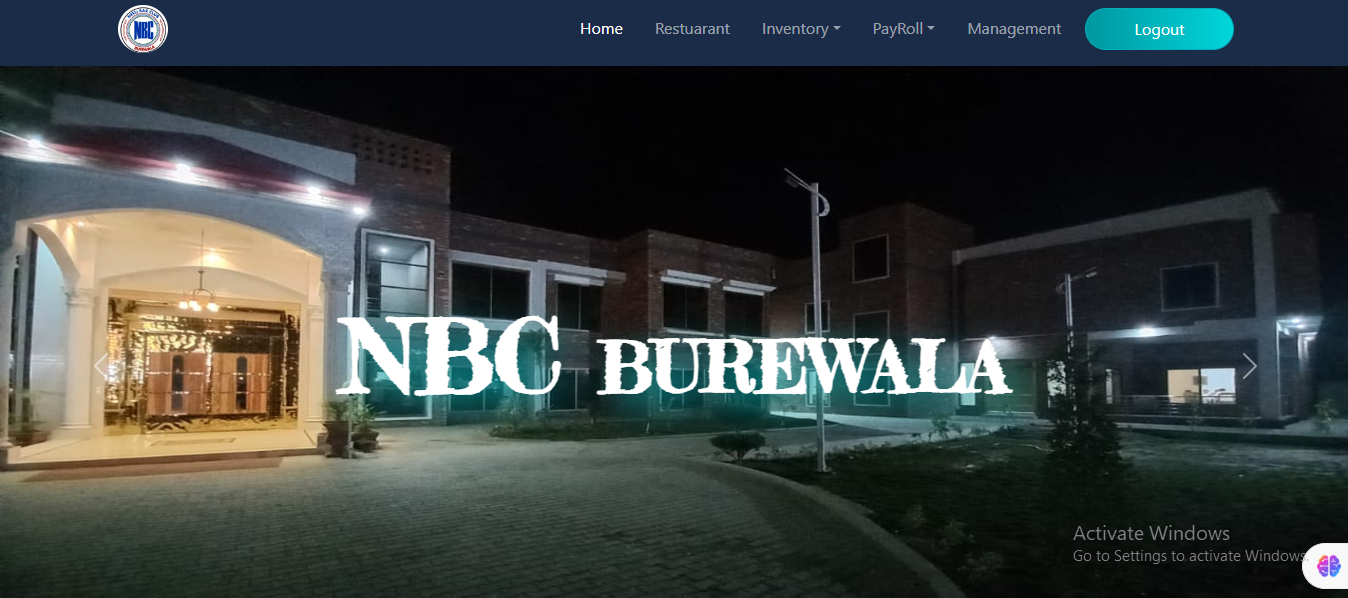 NBC
Home Restuarant Inventory PayRoll Management Logout
NBC BUREWALA
Activate Windows
Go to Settings to activate Windows.